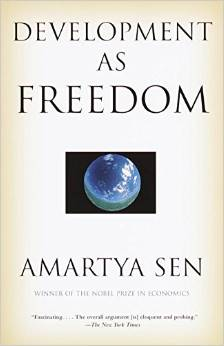 DEVELOPMENT
AS
FREEDOM
AMARTYA SEN
WINNER OF THE NOBEL PRIZE IN ECONOMICS
"Fascinating. . . . The overall argument [is] eloquent and probing."
—The New York Times